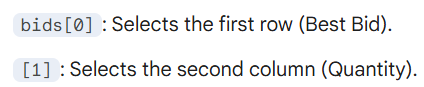 bids[0] : Selects the first row (Best Bid).
[1] : Selects the second column (Quantity).